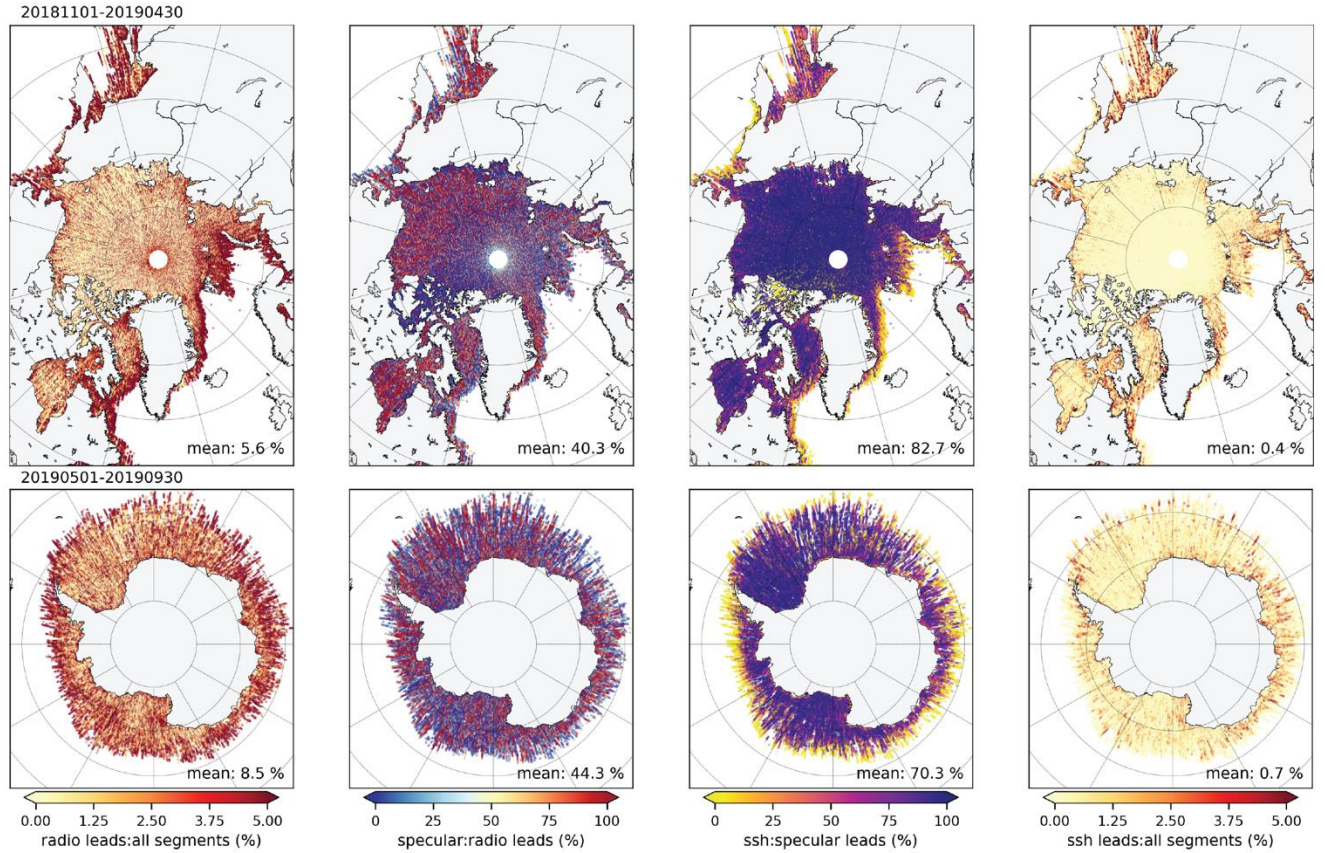 20181101-20190430
mean: 5.6 %
mean: 40.3 %
mean: 82.7 %
mean: 0.4 %
20190501-20190930
mean: 8.5 %
mean: 44.3 %
mean: 70.3 %
mean: 0.7 %
0.00 1.25 2.50 3.75 5.00
radio leads:all segments (%)
0 25 50 75 100
specular:radio leads (%)
0 25 50 75 100
ssh:specular leads (%)
0.00 1.25 2.50 3.75 5.00
ssh leads:all segments (%)